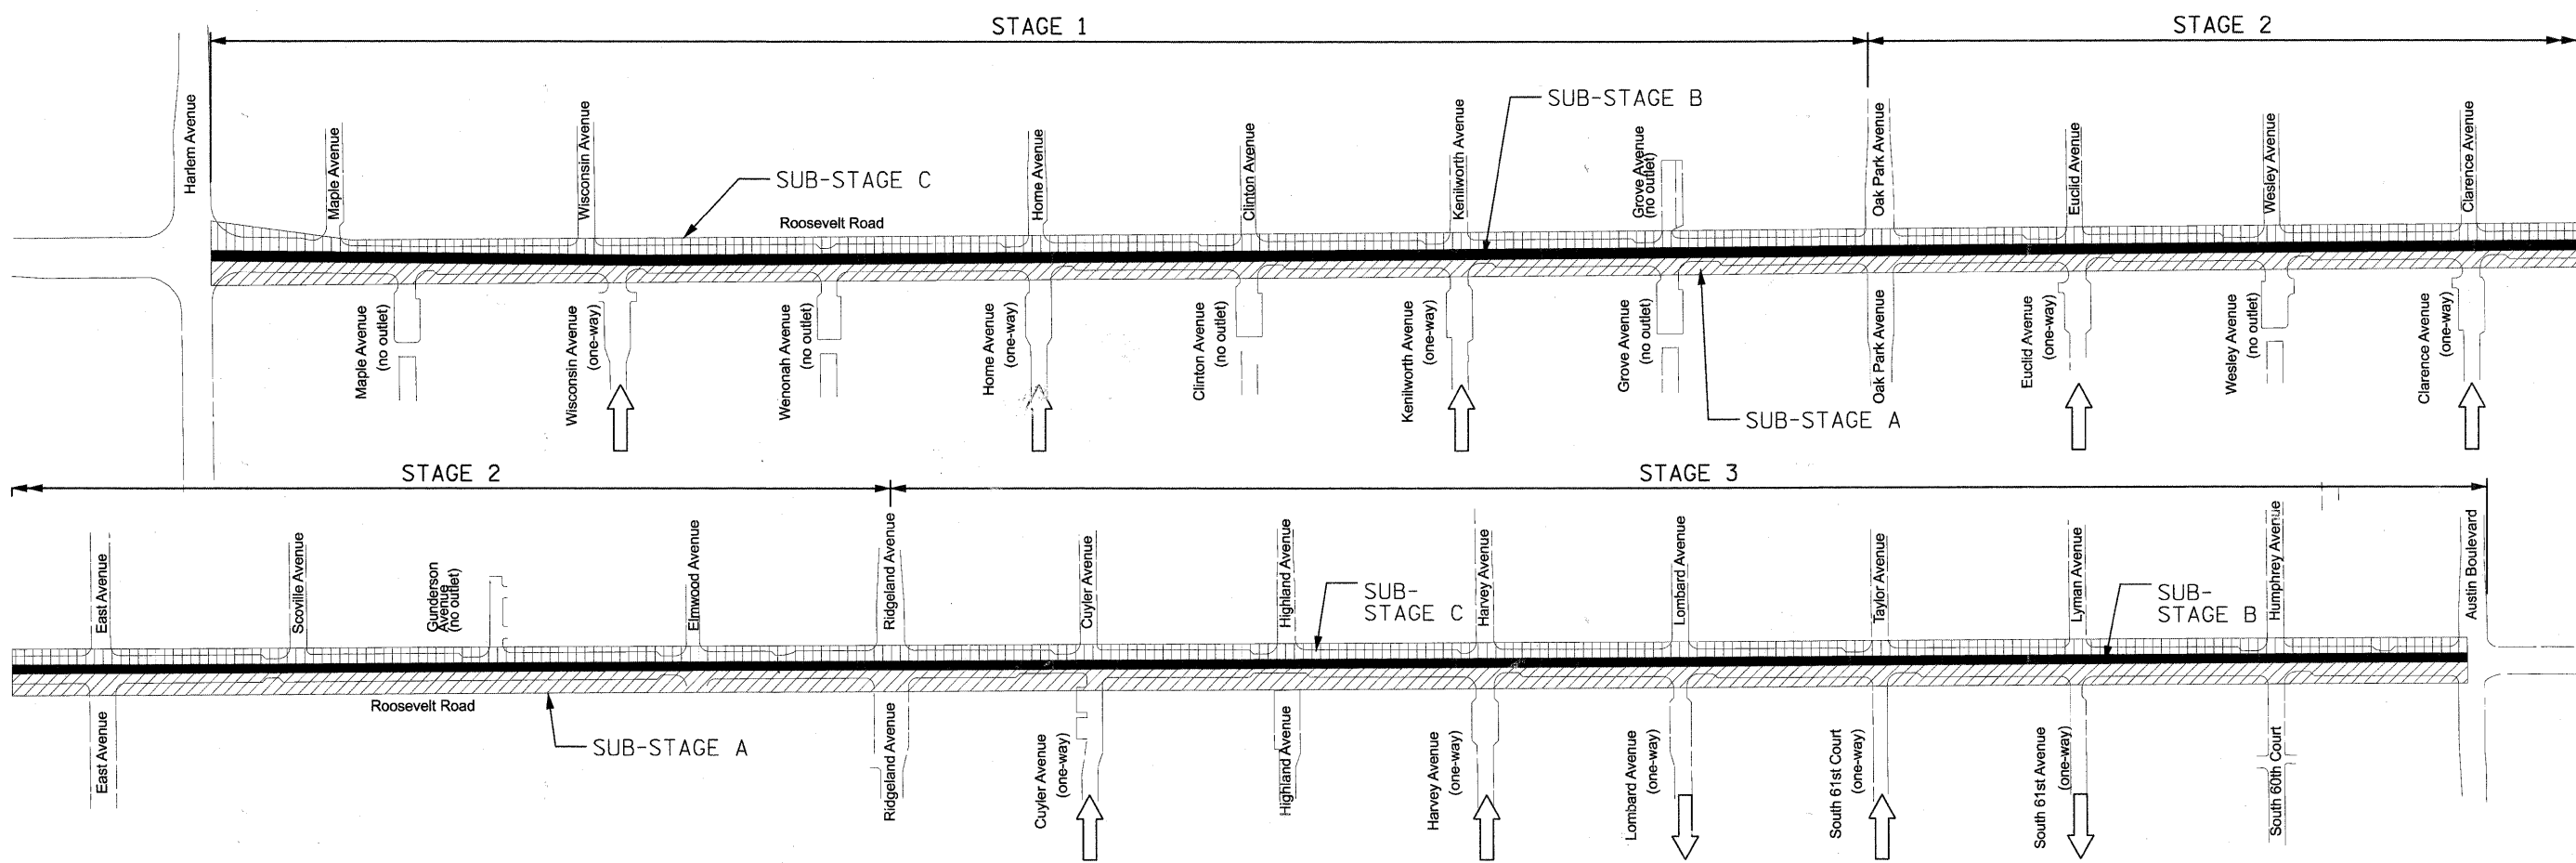 STAGE 1
STAGE 2
SUB-STAGE B
SUB-STAGE C
Harlem Avenue
Maple Avenue
Wisconsin Avenue
Roosevelt Road
Home Avenue
Clinton Avenue
Kenilworth Avenue
Grove Avenue
(no outlet)
Oak Park Avenue
Euclid Avenue
Wesley Avenue
Clarence Avenue
Maple Avenue
(no outlet)
Wisconsin Avenue
(one-way)
Wenonah Avenue
(no outlet)
Home Avenue
(one-way)
Clinton Avenue
(no outlet)
Kenilworth Avenue
(one-way)
Grove Avenue
(no outlet)
SUB-STAGE A
Oak Park Avenue
Euclid Avenue
(one-way)
Wesley Avenue
(no outlet)
Clarence Avenue
(one-way)
STAGE 2
STAGE 3
East Avenue
Scoville Avenue
Gunderson
Avenue
(no outlet)
Elmwood Avenue
Ridgeland Avenue
Cuyler Avenue
Highland Avenue
SUB-
STAGE C
Harvey Avenue
Lombard Avenue
Taylor Avenue
Lyman Avenue
SUB-
STAGE B
Humphrey Avenue
Austin Boulevard
East Avenue
Roosevelt Road
SUB-STAGE A
Ridgeland Avenue
Cuyler Avenue
(one-way)
Highland Avenue
Harvey Avenue
(one-way)
Lombard Avenue
(one-way)
South 61st Court
(one-way)
South 61st Avenue
(one-way)
South 60th Court